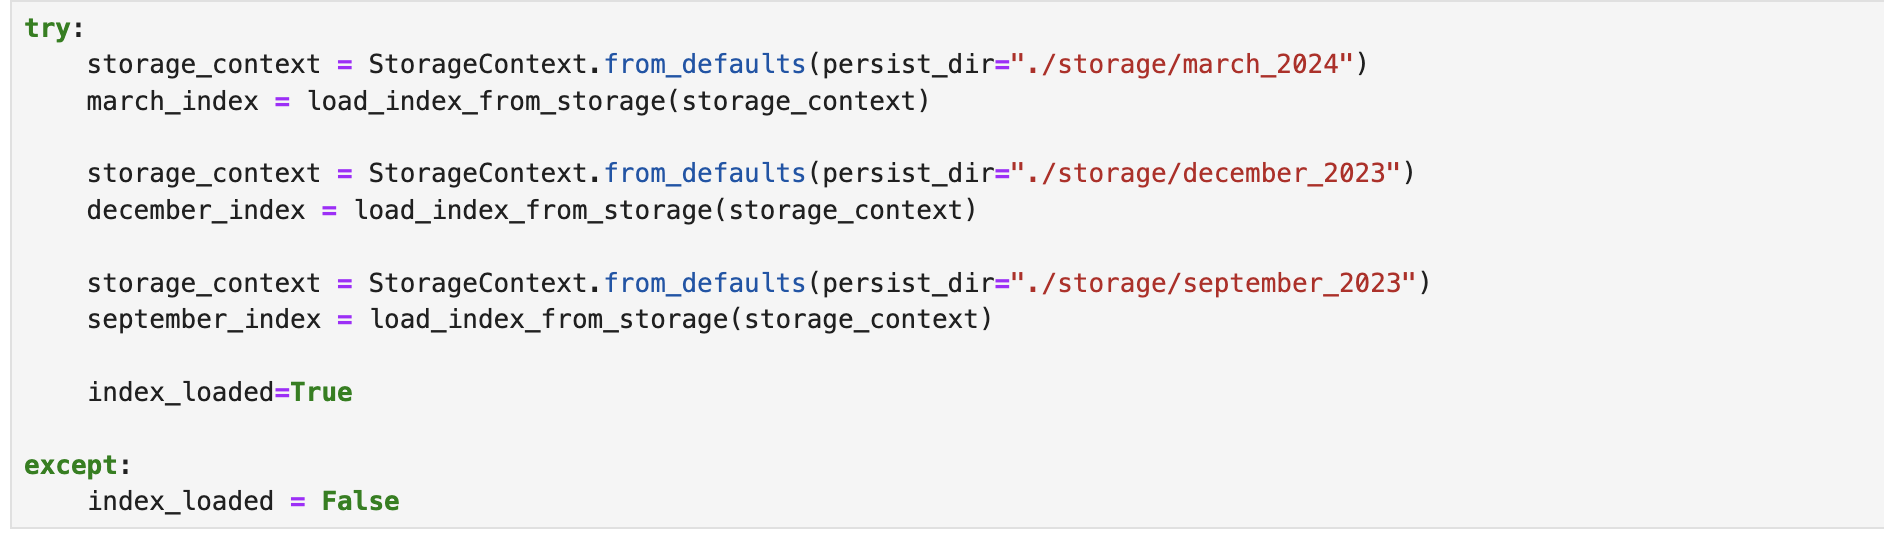 try:
    storage_context = StorageContext.from_defaults(persist_dir="./storage/march_2024")
    march_index = load_index_from_storage(storage_context)

    storage_context = StorageContext.from_defaults(persist_dir="./storage/december_2023")
    december_index = load_index_from_storage(storage_context)

    storage_context = StorageContext.from_defaults(persist_dir="./storage/september_2023")
    september_index = load_index_from_storage(storage_context)

    index_loaded=True

except:
    index_loaded = False